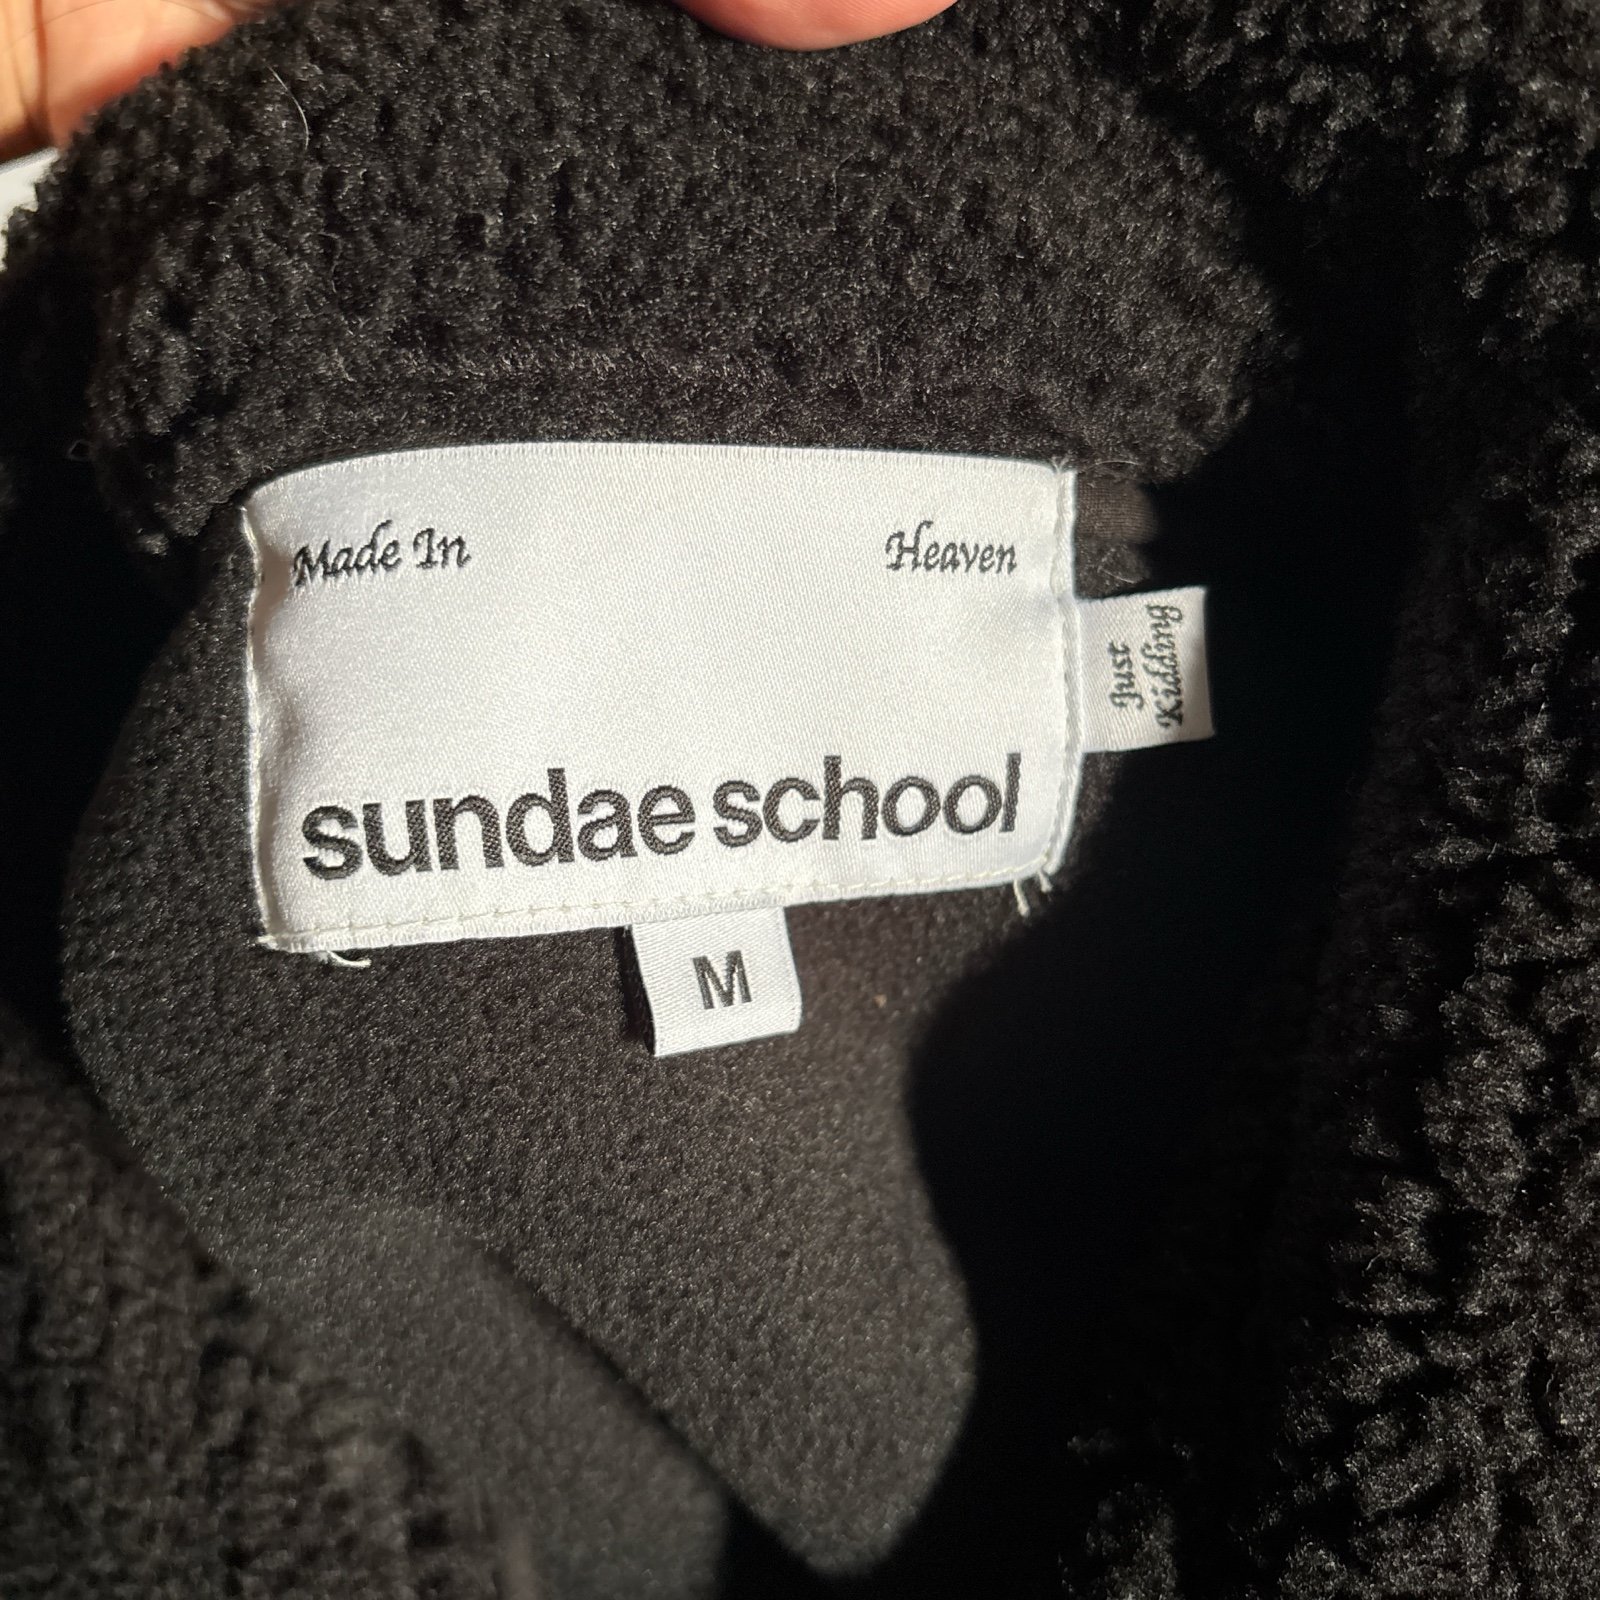 Made In Heaven
Just
Kidding
sundae school
M